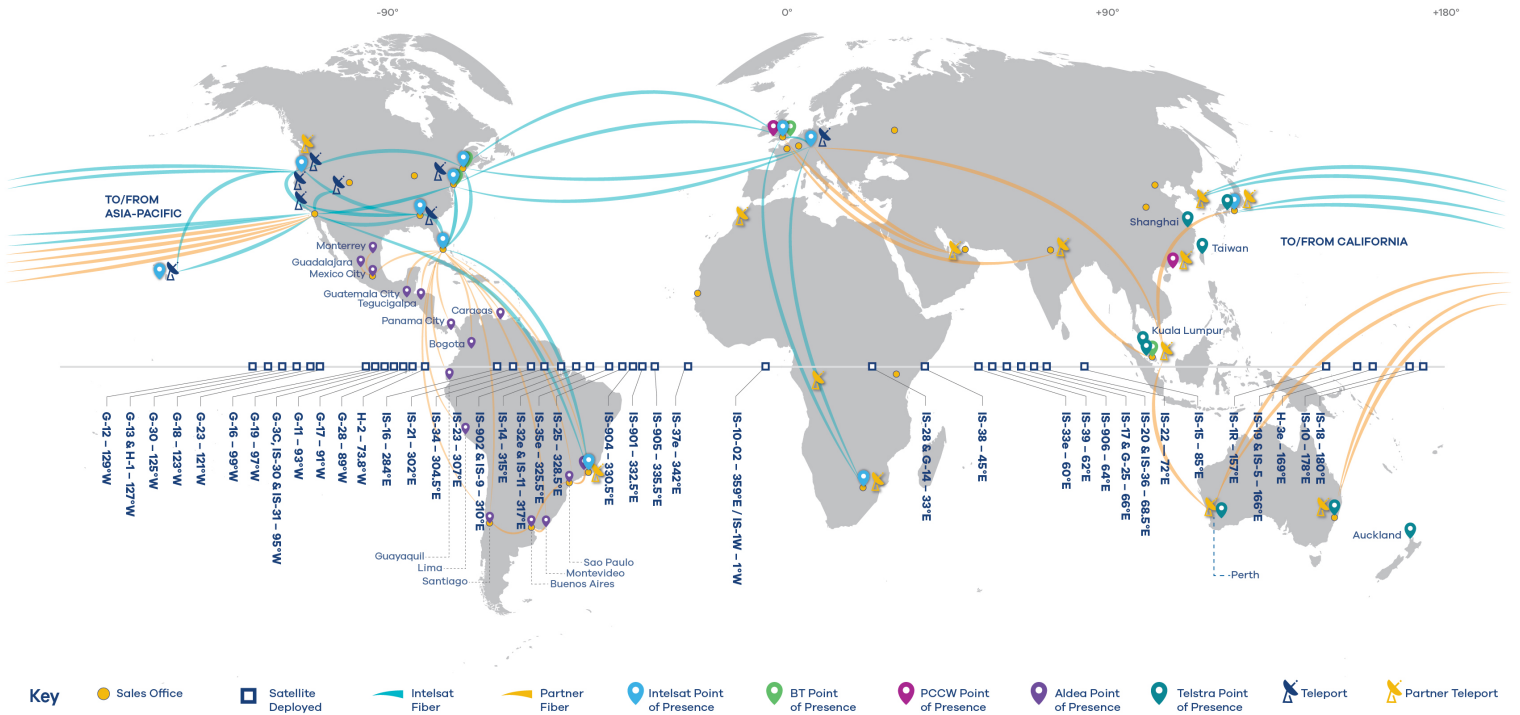 -90°
0°
+90°
+180°
TO/FROM
ASIA-PACIFIC
Monterrey
Guadalajara
Mexico City
Guatemala City
Tegucigalpa
Panama City
Caracas
Bogota
Shanghai
Taiwan
TO/FROM CALIFORNIA
Kuala Lumpur
G-12 – 129°W
G-13 & H-1 – 127°W
G-30 – 125°W
G-18 – 123°W
G-23 – 121°W
G-16 – 99°W
G-19 – 97°W
G-3C, IS-30 & IS-31 – 95°W
G-11 – 93°W
G-17 – 91°W
G-28 – 89°W
H-2 – 73.8°W
IS-16 – 284°E
IS-21 – 302°E
IS-34 – 304.5°E
IS-23 – 307°E
IS-902 & IS-9 – 310°E
IS-14 – 315°E
IS-32e & IS-11 – 317°E
IS-35e – 325.5°E
IS-25 – 328.5°E
IS-904 – 330.5°E
IS-901 – 332.5°E
IS-905 – 335.5°E
IS-37e – 342°E
IS-10-02 – 359°E / IS-1W – 1°W
IS-28 & G-14 – 33°E
IS-38 – 45°E
IS-33e – 60°E
IS-39 – 62°E
IS-906 – 64°E
IS-17 & G-25 – 66°E
IS-20 & IS-36 – 68.5°E
IS-22 – 72°E
IS-15 – 85°E
IS-1R – 157°E
IS-19 & IS-5 – 166°E
H-3e – 169°E
IS-10 – 178°E
IS-18 – 180°E
Guayaquil
Lima
Santiago
Sao Paulo
Montevideo
Buenos Aires
Auckland
Perth
Key
Sales Office
Satellite
Deployed
Intelsat
Fiber
Partner
Fiber
Intelsat Point
of Presence
BT Point
of Presence
PCCW Point
of Presence
Aldea Point
of Presence
Telstra Point
of Presence
Teleport
Partner Teleport